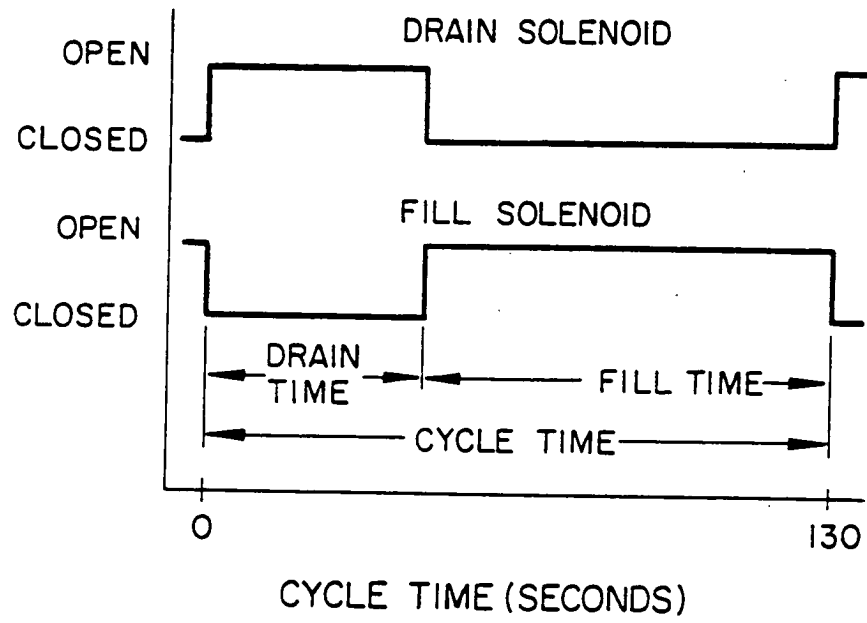 DRAIN SOLENOID
OPEN
CLOSED
FILL SOLENOID
OPEN
CLOSED
DRAIN
TIME
FILL TIME
CYCLE TIME
0
130
CYCLE TIME (SECONDS)